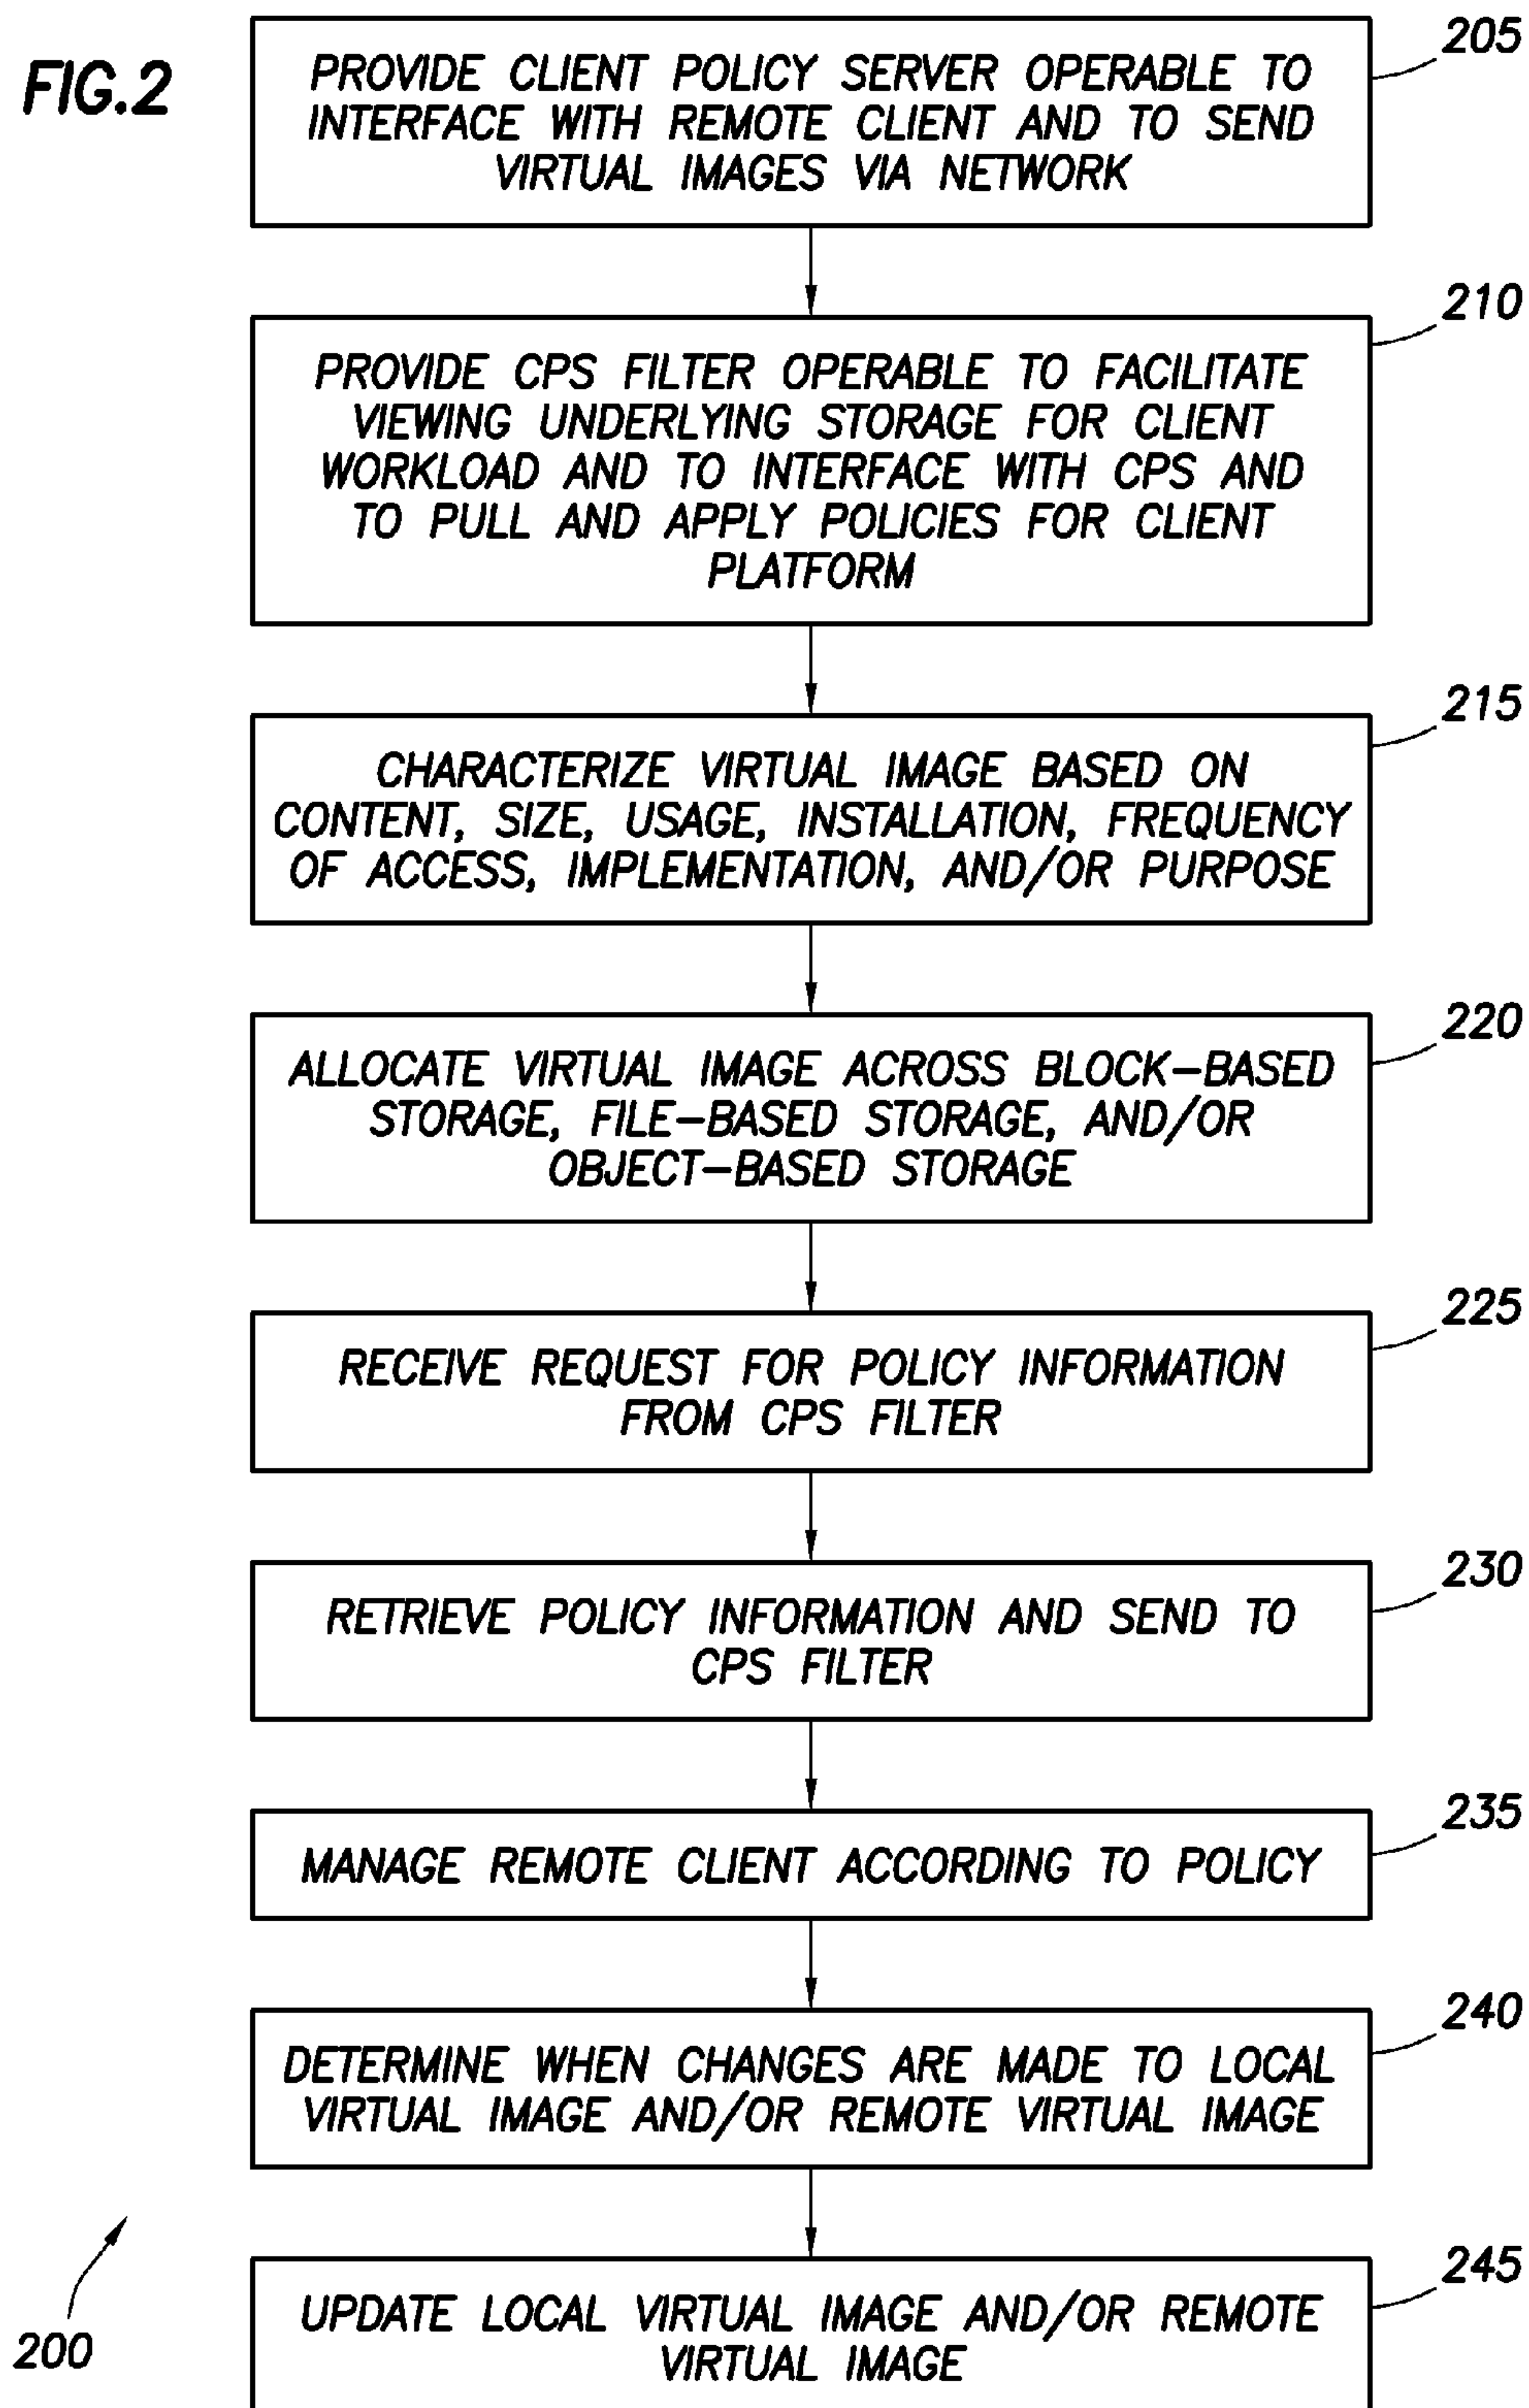 FIG.2
205
PROVIDE CLIENT POLICY SERVER OPERABLE TO
INTERFACE WITH REMOTE CLIENT AND TO SEND
VIRTUAL IMAGES VIA NETWORK
210
PROVIDE CPS FILTER OPERABLE TO FACILITATE
VIEWING UNDERLYING STORAGE FOR CLIENT
WORKLOAD AND TO INTERFACE WITH CPS AND
TO PULL AND APPLY POLICIES FOR CLIENT
PLATFORM
215
CHARACTERIZE VIRTUAL IMAGE BASED ON
CONTENT, SIZE, USAGE, INSTALLATION, FREQUENCY
OF ACCESS, IMPLEMENTATION, AND/OR PURPOSE
220
ALLOCATE VIRTUAL IMAGE ACROSS BLOCK-BASED
STORAGE, FILE-BASED STORAGE, AND/OR
OBJECT-BASED STORAGE
225
RECEIVE REQUEST FOR POLICY INFORMATION
FROM CPS FILTER
230
RETRIEVE POLICY INFORMATION AND SEND TO
CPS FILTER
235
MANAGE REMOTE CLIENT ACCORDING TO POLICY
240
DETERMINE WHEN CHANGES ARE MADE TO LOCAL
VIRTUAL IMAGE AND/OR REMOTE VIRTUAL IMAGE
245
UPDATE LOCAL VIRTUAL IMAGE AND/OR REMOTE
VIRTUAL IMAGE
200